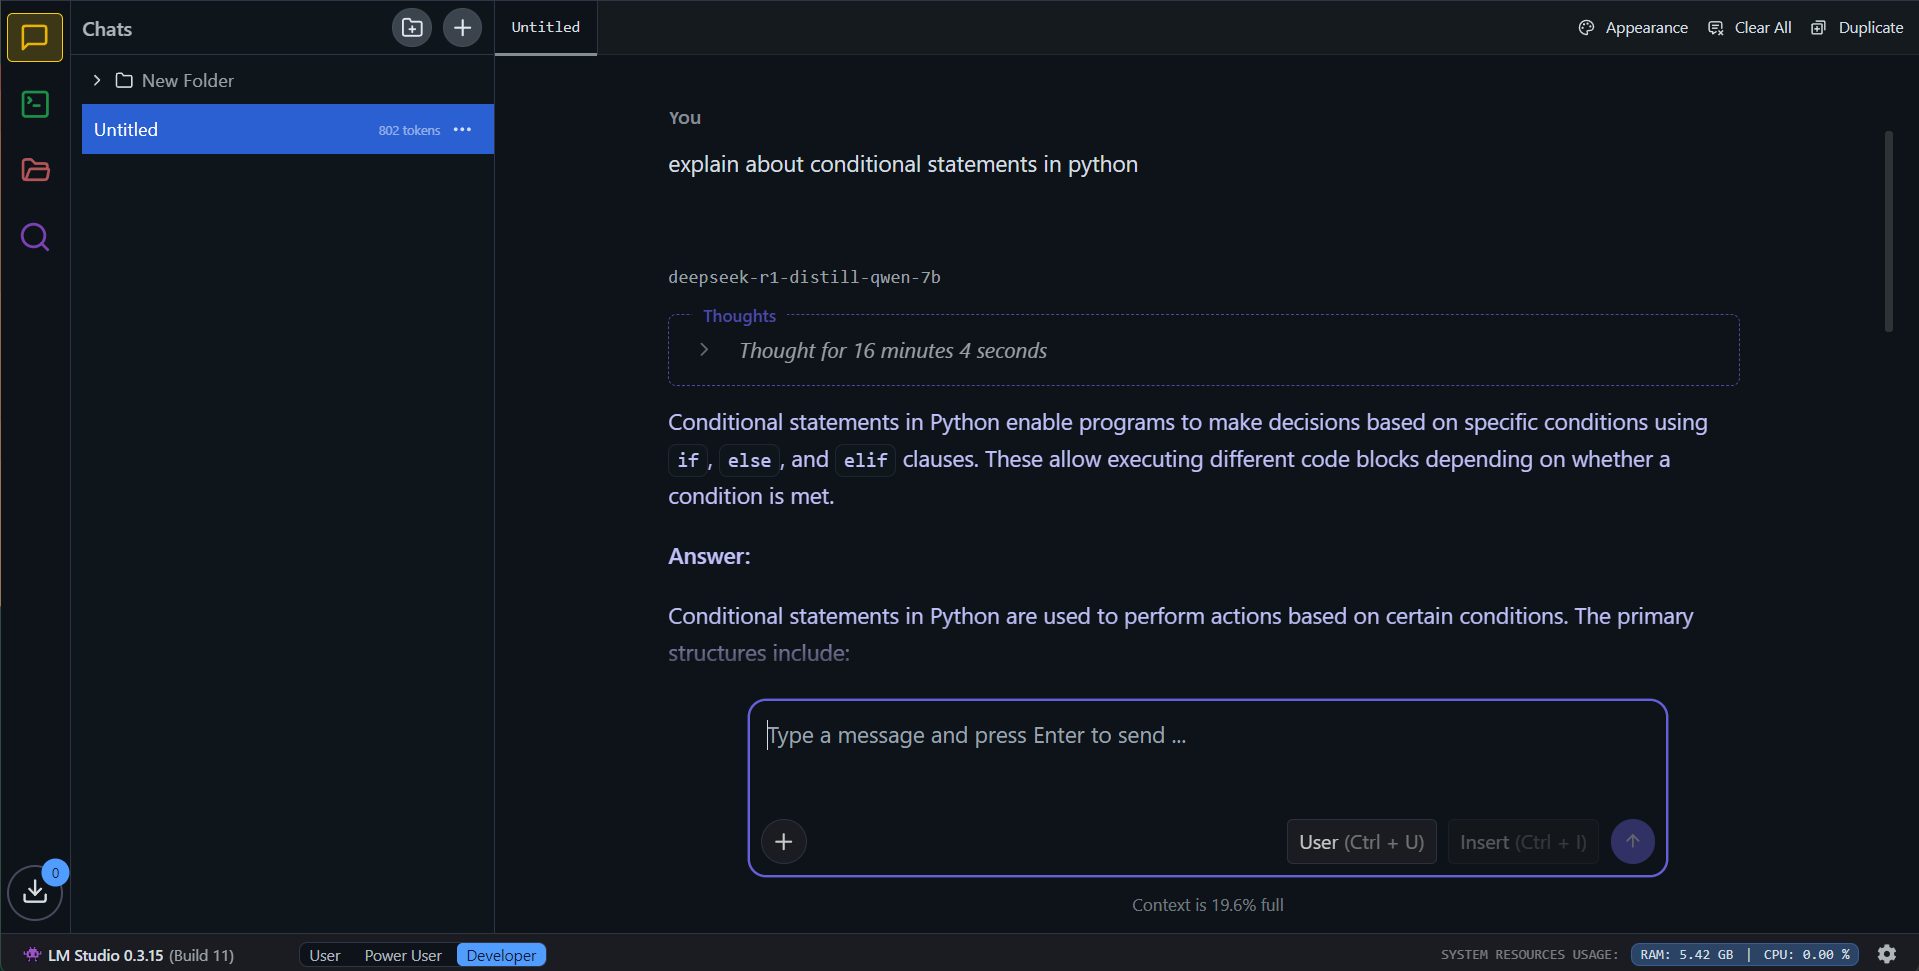 Chats
New Folder
Untitled
802 tokens
Untitled
Appearance
Clear All
Duplicate
You
explain about conditional statements in python
deepseek-r1-distill-qwen-7b
Thoughts
Thought for 16 minutes 4 seconds
Conditional statements in Python enable programs to make decisions based on specific conditions using
if, else, and elif clauses. These allow executing different code blocks depending on whether a
condition is met.
Answer:
Conditional statements in Python are used to perform actions based on certain conditions. The primary
structures include:
Type a message and press Enter to send ...
User (Ctrl + U)
Insert (Ctrl + I)
Context is 19.6% full
0
LM Studio 0.3.15 (Build 11)
User
Power User
Developer
SYSTEM RESOURCES USAGE:
RAM: 5.42 GB | CPU: 0.00 %